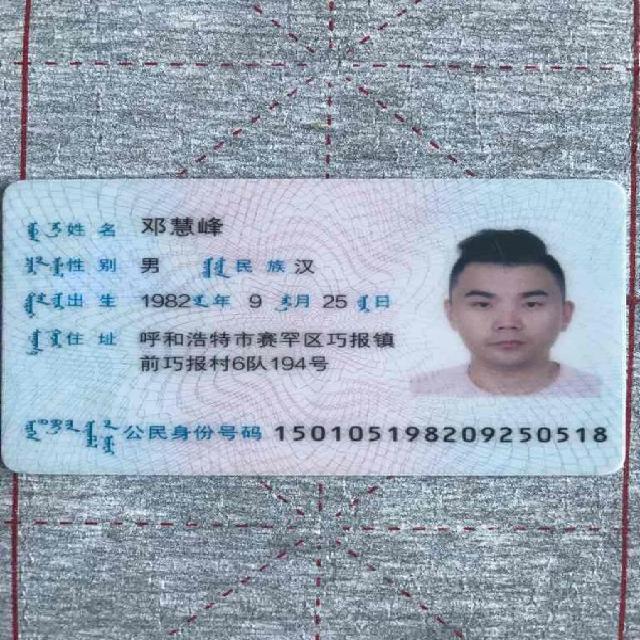 姓名 邓慧峰
性别 男 民族 汉
出生 1982 年 9 月 25 日
住址 呼和浩特市赛罕区巧报镇
前巧报村6队194号
公民身份号码 150105198209250518